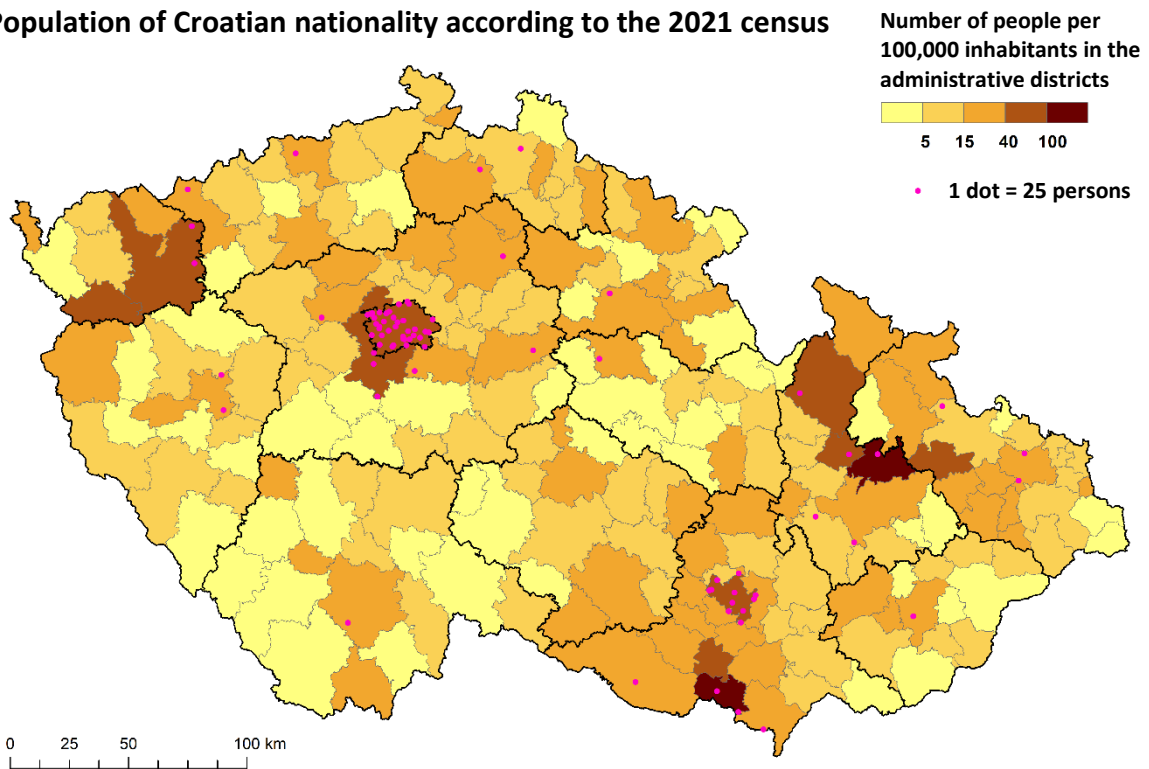 opulation of Croatian nationality according to the 2021 census
Number of people per
100,000 inhabitants in the
administrative districts
5 15 40 100
1 dot = 25 persons
0 25 50 100 km